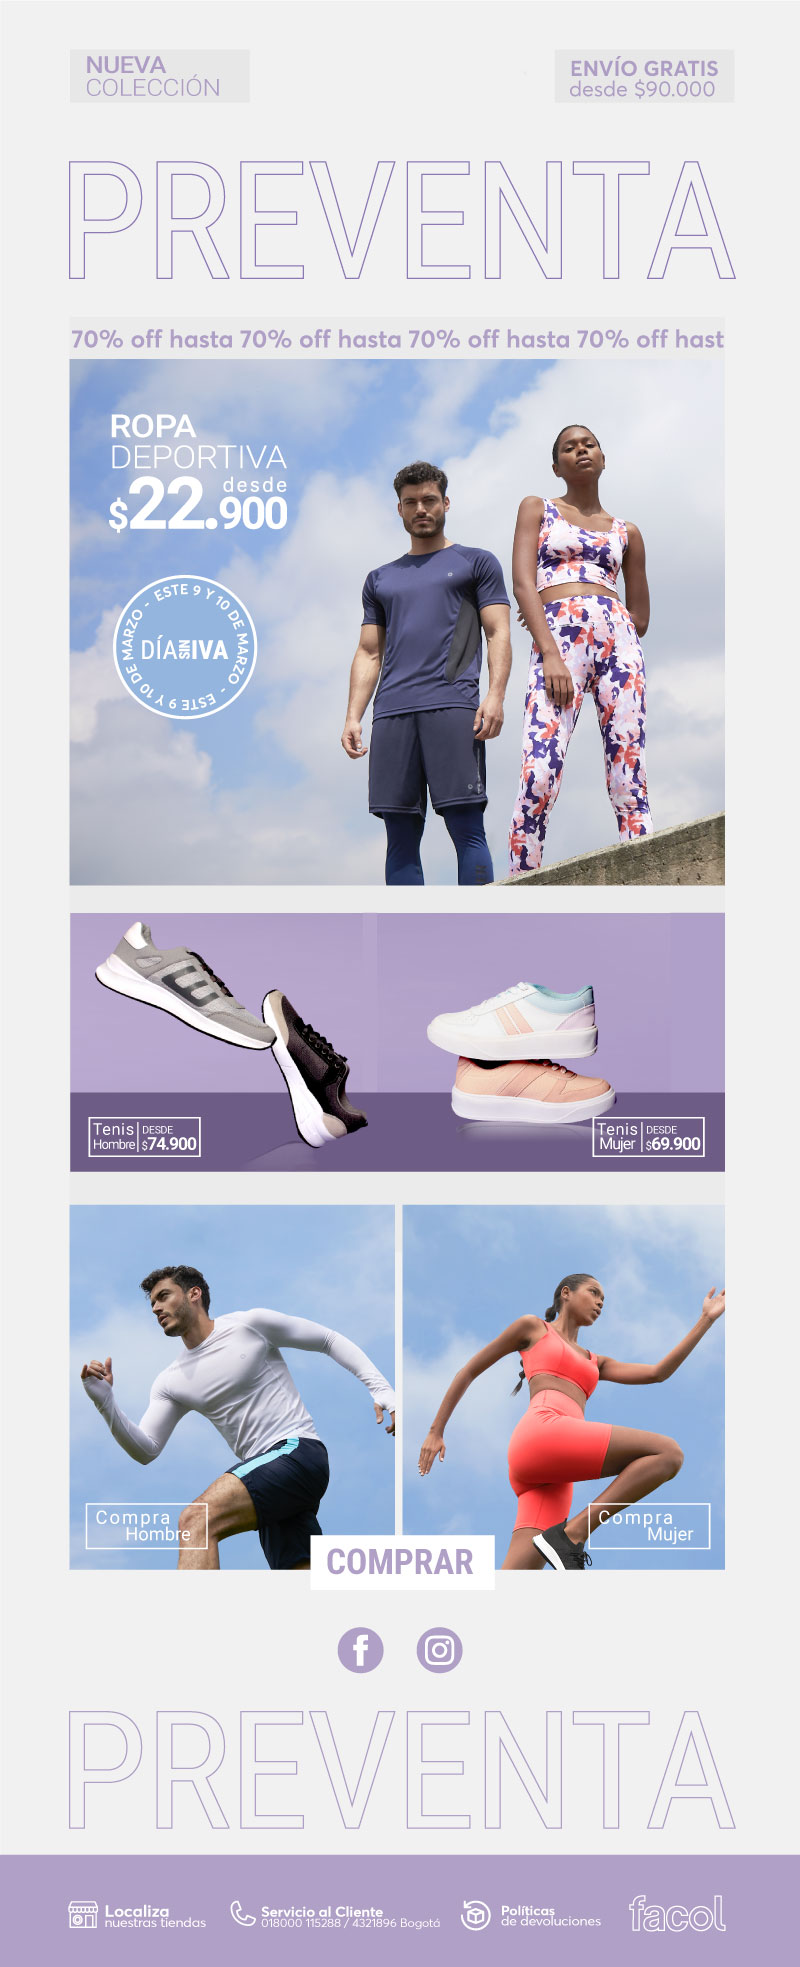 NUEVA
COLECCIÓN
ENVÍO GRATIS
desde $90.000
PREVENTA
70% off hasta 70% off hasta 70% off hasta 70% off hast
ROPA
DEPORTIVA
desde
$22.900
ESTE 9 Y 10 DE MARZO - ESTE 9 Y 10 DE MARZO -
DÍA SIN IVA
Tenis
Hombre
DESDE
$74.900
Tenis
Mujer
DESDE
$69.900
Compra
Hombre
Compra
Mujer
COMPRAR
PREVENTA
Localiza
nuestras tiendas
Servicio al Cliente
018000 115288 / 4321896 Bogotá
Políticas
de devoluciones
facol